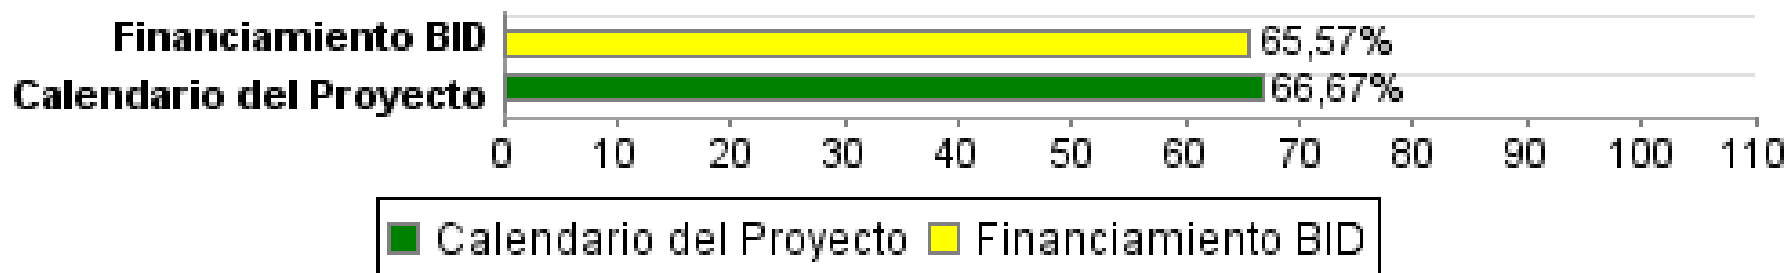 Financiamiento BID 65,57%
Calendario del Proyecto 66,67%
0 10 20 30 40 50 60 70 80 90 100 110
Calendario del Proyecto Financiamiento BID